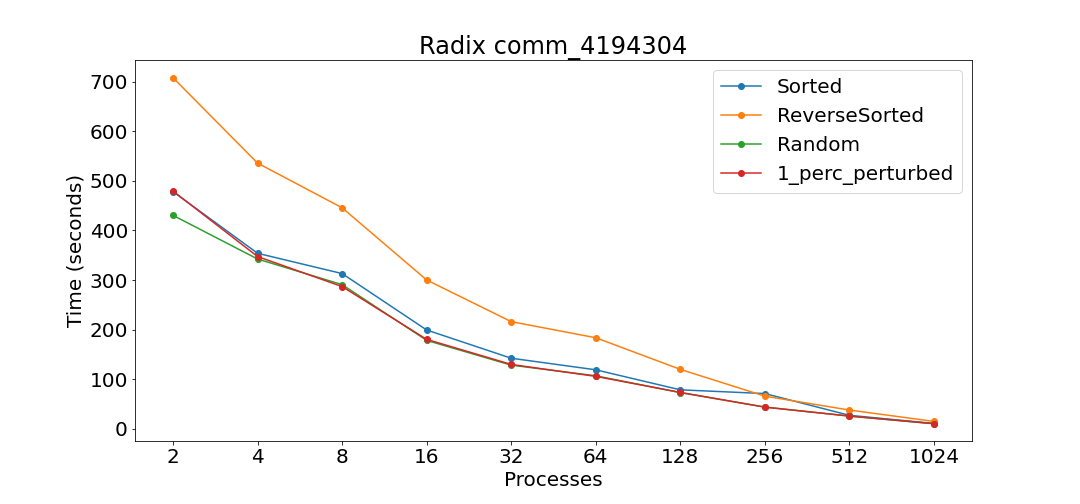 Radix comm_4194304
Sorted
ReverseSorted
Random
1_perc_perturbed
Time (seconds)
700
600
500
400
300
200
100
0
2 4 8 16 32 64 128 256 512 1024
Processes